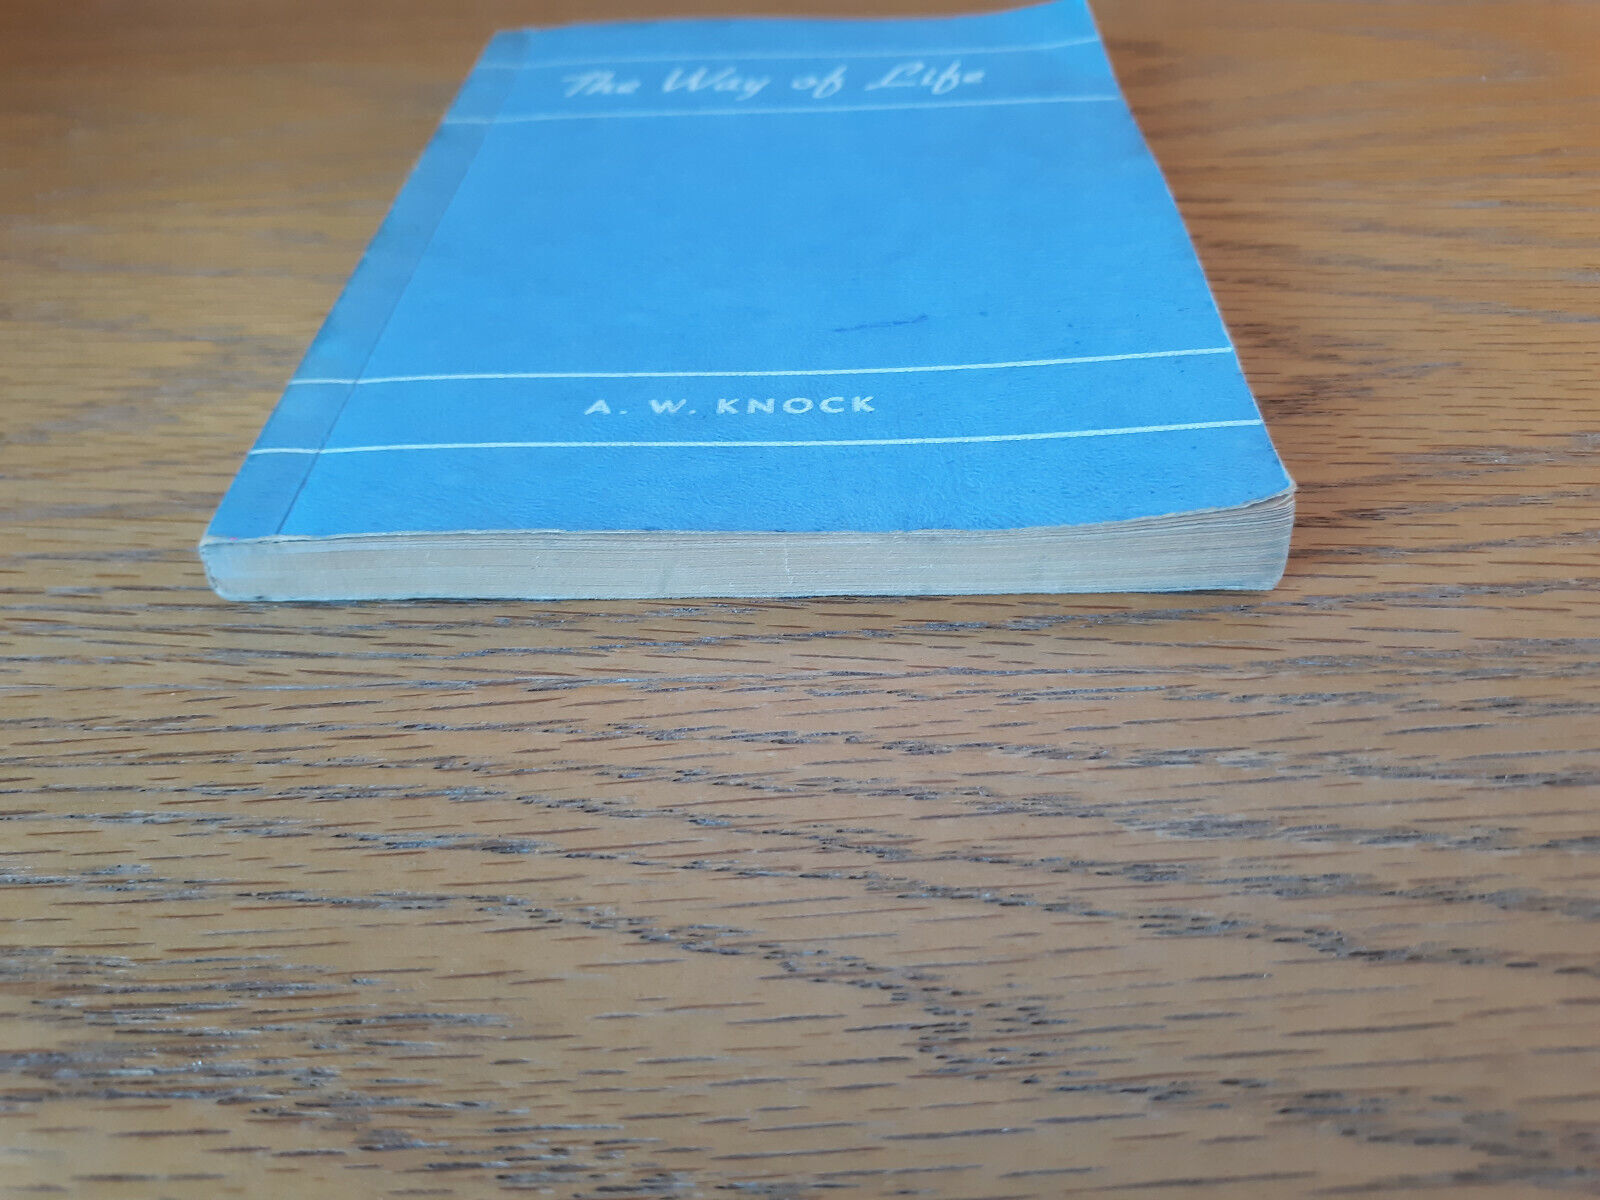 The Way of Life
A. W. KNOCK